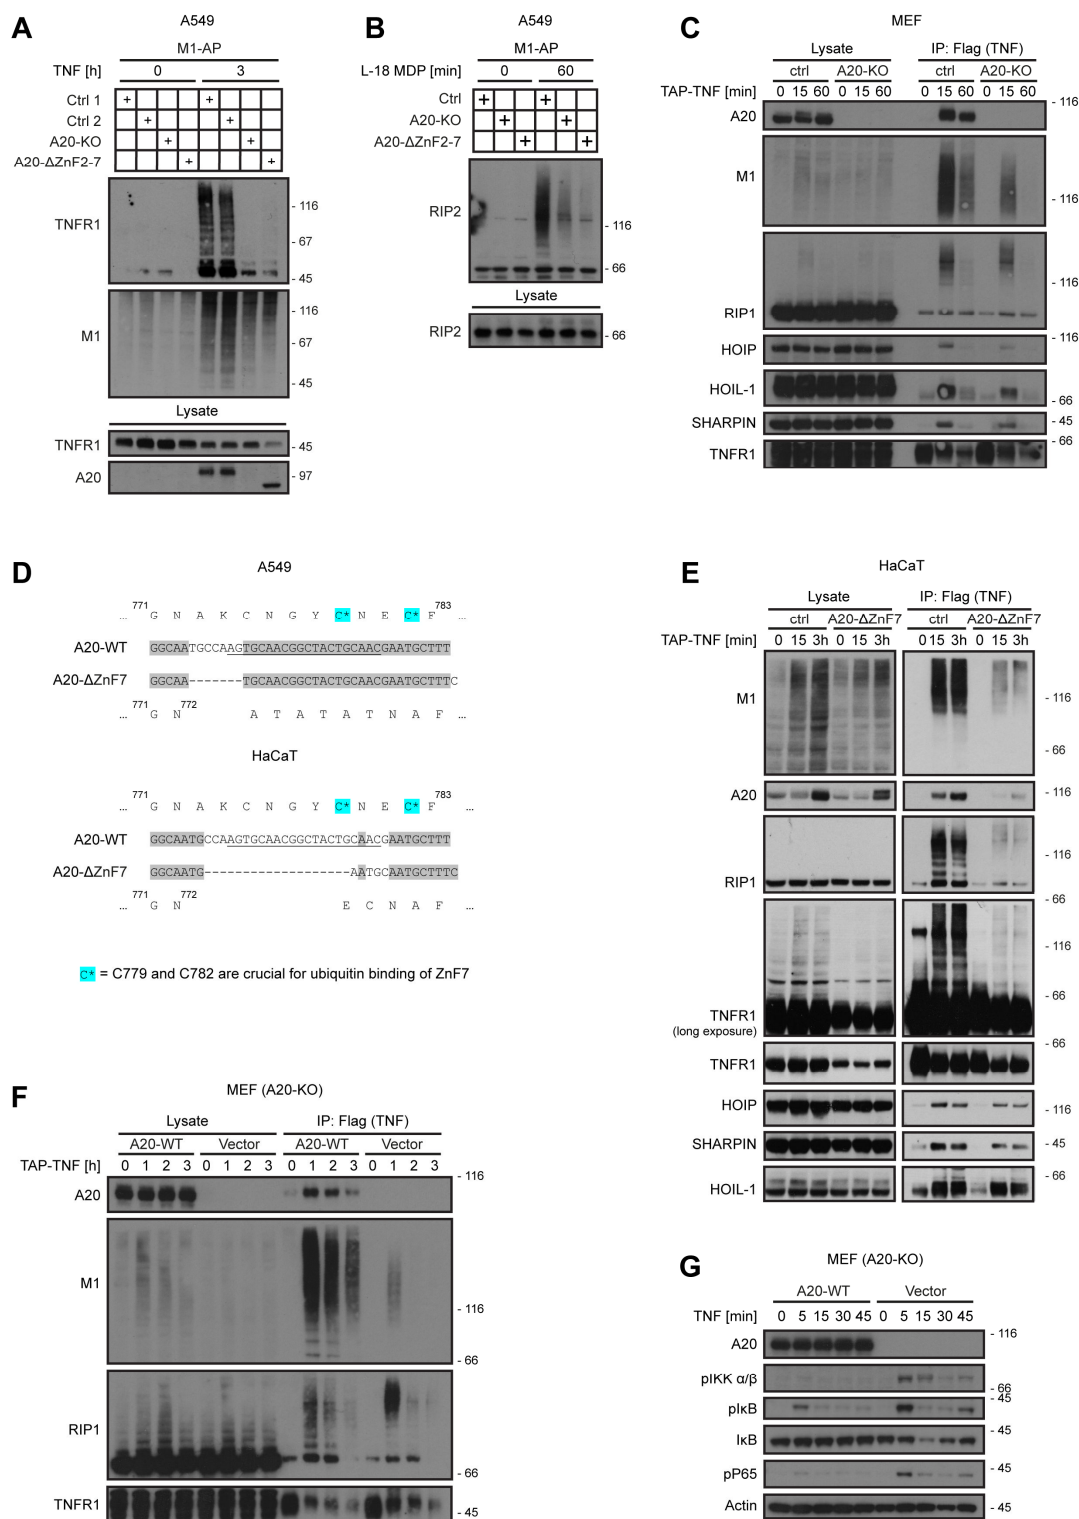 A
A549
M1-AP
TNF [h] 0 3
Ctrl 1 + +
Ctrl 2 + +
A20-KO + +
A20-ΔZnF2-7 + +
TNFR1
- 116
- 67
- 45
M1
- 116
- 67
- 45
Lysate
TNFR1 - 45
A20 - 97
B
A549
M1-AP
L-18 MDP [min] 0 60
Ctrl + +
A20-KO + +
A20-ΔZnF2-7 + +
RIP2
- 116
- 66
Lysate
RIP2 - 66
C
MEF
Lysate IP: Flag (TNF)
ctrl A20-KO ctrl A20-KO
TAP-TNF [min] 0 15 60 0 15 60 0 15 60 0 15 60
A20 - 116
M1
- 116
- 116
RIP1
HOIP - 116
HOIL-1
- 66
SHARPIN - 45
- 66
TNFR1
D
A549
771 783
... G N A K C N G Y C* N E C* F ...
A20-WT GGCAATGCCAAGTGCAACGGCTACTGCAACGAATGCTTT
A20-ΔZnF7 GGCAA-------TGCAACGGCTACTGCAACGAATGCTTTC
771 772
... G N A T A T A T N A F ...
HaCaT
771 783
... G N A K C N G Y C* N E C* F ...
A20-WT GGCAATGCCAAGTGCAACGGCTACTGCAACGAATGCTTT
A20-ΔZnF7 GGCAATG-------------------AATGCAATGCTTTC
771 772
... G N E C N A F ...
C* = C779 and C782 are crucial for ubiquitin binding of ZnF7
E
HaCaT
Lysate IP: Flag (TNF)
ctrl A20-ΔZnF7 ctrl A20-ΔZnF7
TAP-TNF [min] 0 15 3h 0 15 3h 0 15 3h 0 15 3h
M1
- 116
- 66
A20 - 116
- 116
RIP1
- 66
- 116
- 66
TNFR1
(long exposure)
- 66
TNFR1
HOIP - 116
SHARPIN - 45
- 66
HOIL-1
F
MEF (A20-KO)
Lysate IP: Flag (TNF)
A20-WT Vector A20-WT Vector
TAP-TNF [h] 0 1 2 3 0 1 2 3 0 1 2 3 0 1 2 3
- 116
A20
M1
- 116
- 66
RIP1
- 66
TNFR1 - 45
G
MEF (A20-KO)
A20-WT Vector
TNF [min] 0 5 15 30 45 0 5 15 30 45
- 116
A20
pIKK α/β
- 66
- 45
pIκB
- 45
IκB
- 45
pP65
Actin - 45